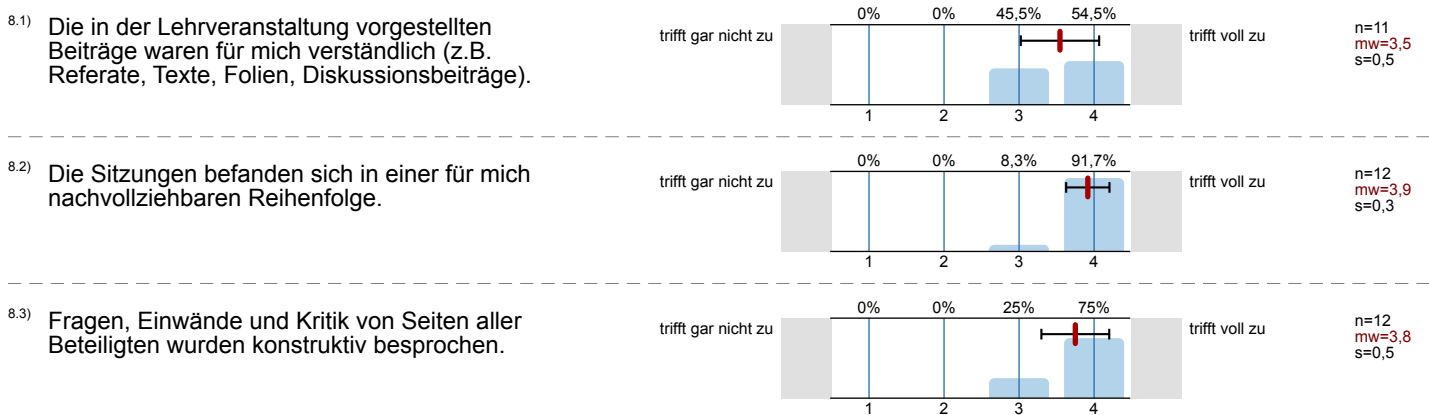 8.1) Die in der Lehrveranstaltung vorgestellten
Beiträge waren für mich verständlich (z.B.
Referate, Texte, Folien, Diskussionsbeiträge).
trifft gar nicht zu
0% 0% 45,5% 54,5%
1 2 3 4
trifft voll zu
n=11
mw=3,5
s=0,5
8.2) Die Sitzungen befanden sich in einer für mich
nachvollziehbaren Reihenfolge.
trifft gar nicht zu
0% 0% 8,3% 91,7%
1 2 3 4
trifft voll zu
n=12
mw=3,9
s=0,3
8.3) Fragen, Einwände und Kritik von Seiten aller
Beteiligten wurden konstruktiv besprochen.
trifft gar nicht zu
0% 0% 25% 75%
1 2 3 4
trifft voll zu
n=12
mw=3,8
s=0,5